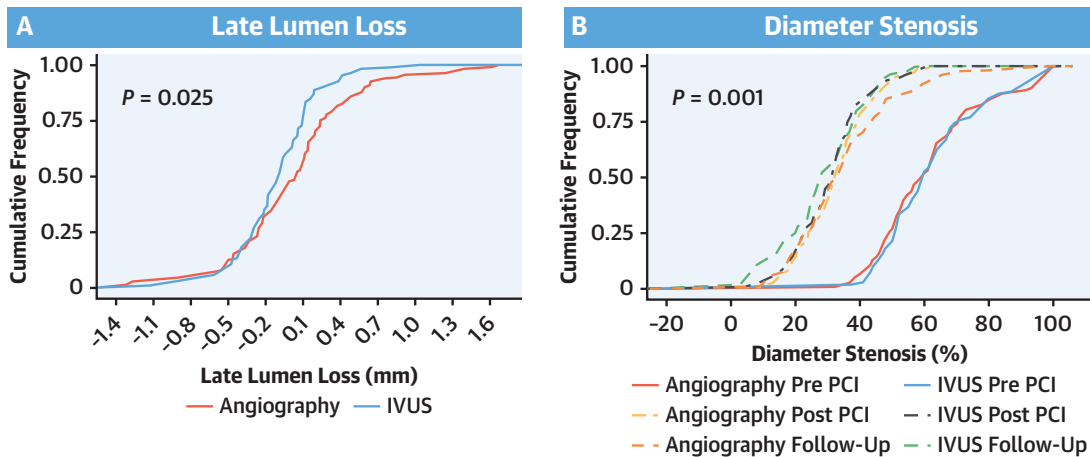 A Late Lumen Loss
P = 0.025
Cumulative Frequency
1.00
0.75
0.50
0.25
0
−1.4 −1.1 −0.8 −0.5 −0.2 0.1 0.4 0.7 1.0 1.3 1.6
Late Lumen Loss (mm)
Angiography IVUS
B Diameter Stenosis
P = 0.001
Cumulative Frequency
1.00
0.75
0.50
0.25
0
−20 0 20 40 60 80 100
Diameter Stenosis (%)
Angiography Pre PCI IVUS Pre PCI
Angiography Post PCI IVUS Post PCI
Angiography Follow-Up IVUS Follow-Up